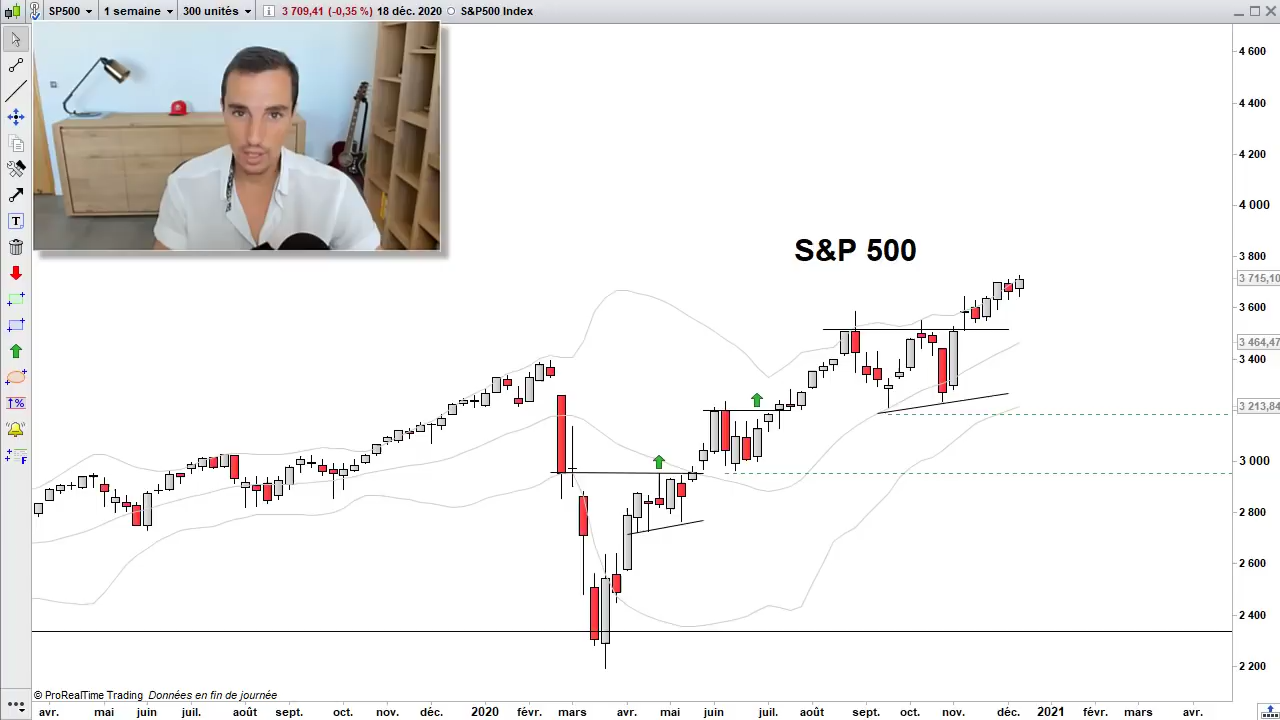 SP500 1 semaine 300 unités 3 709,41 (-0,35 %) 18 déc. 2020 S&P500 Index
S&P 500
4 600
4 400
4 200
4 000
3 800
3 715,10
3 600
3 464,47
3 400
3 213,84
3 000
2 800
2 600
2 400
2 200
T
%
F
© ProRealTime Trading Données en fin de journée
avr. mai juin juil. août sept. oct. nov. déc. 2020 févr. mars avr. mai juin juil. août sept. oct. nov. déc. 2021 févr. mars avr. mai